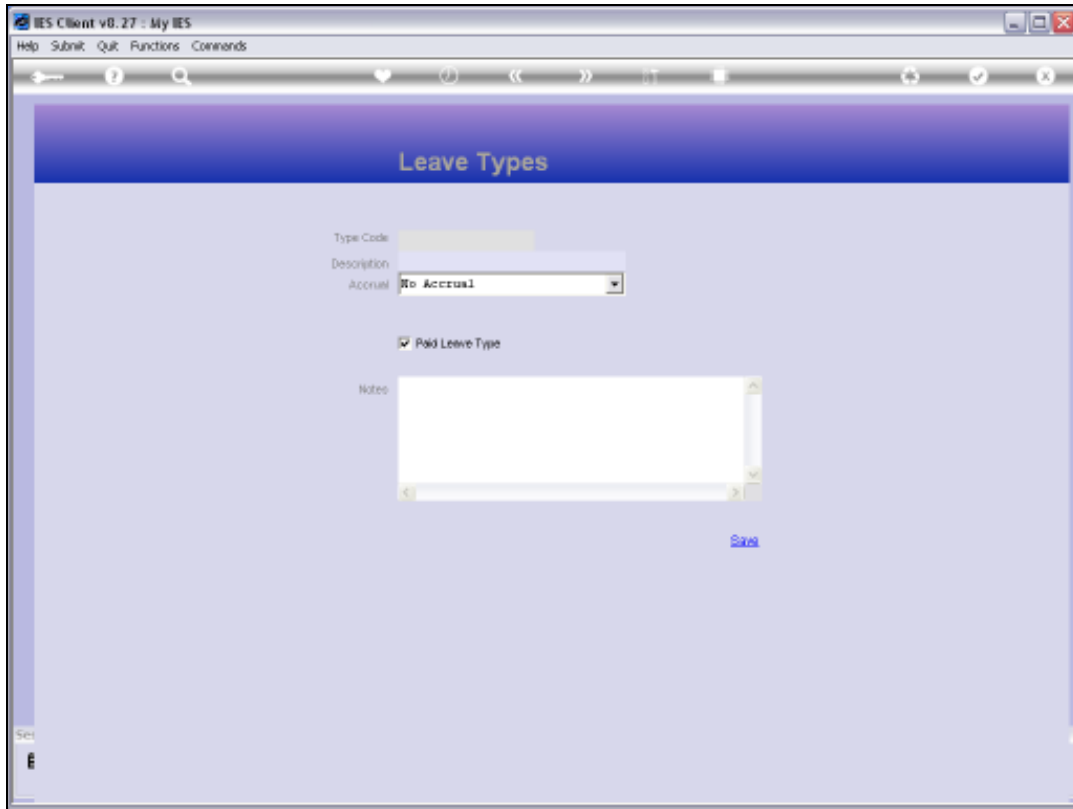 IES Client v8.27 : My IES
Help Submit Quit Functions Commands
Leave Types
Type Code
Description
Accrual No Accrual
Paid Leave Type
Notes
Save
Ses